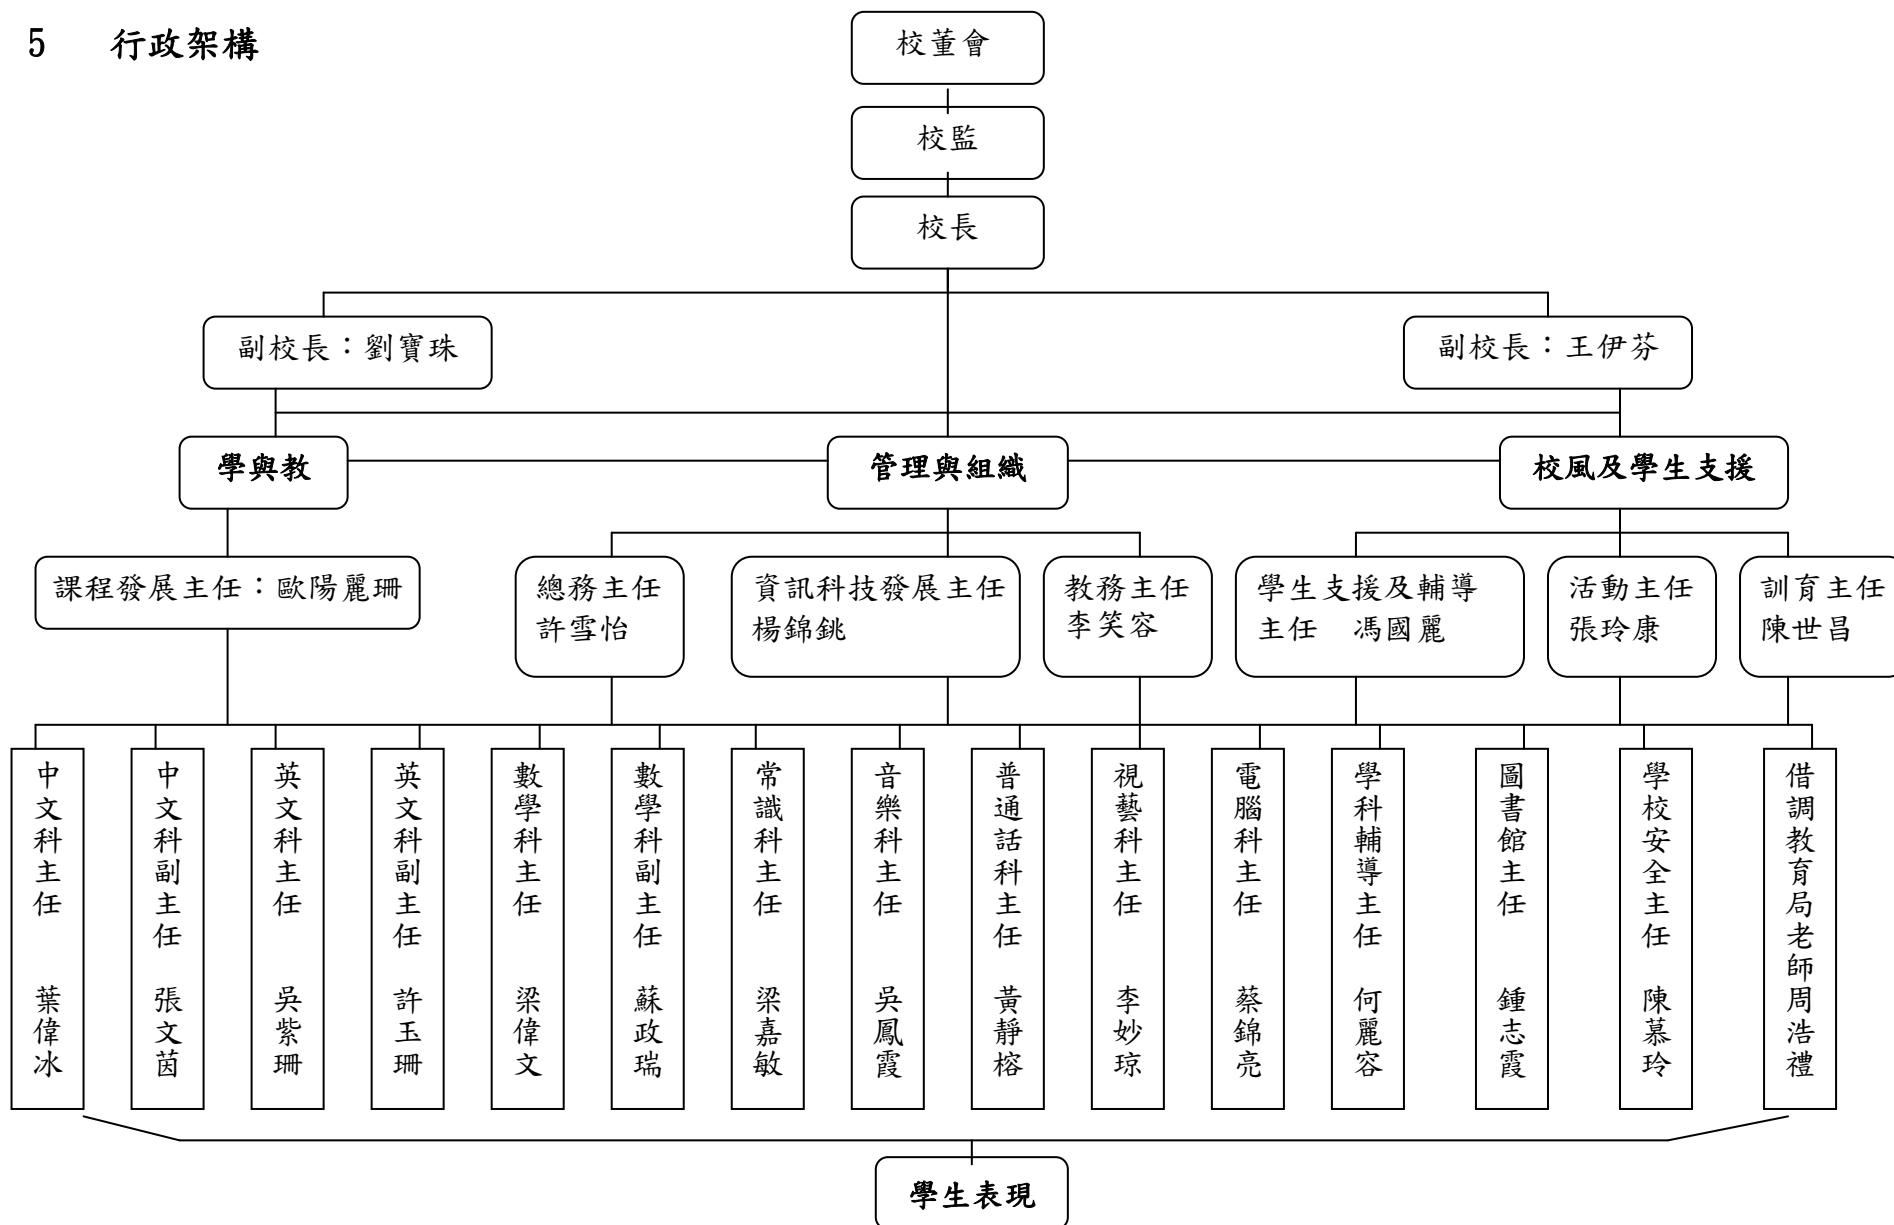 5 行政架構
校董會
校監
校長
副校長：劉寶珠
副校長：王伊芬
學與教
管理與組織
校風及學生支援
課程發展主任：歐陽麗珊
總務主任
許雪怡
資訊科技發展主任
楊錦銚
教務主任
李笑容
學生支援及輔導
主任 馮國麗
活動主任
張玲康
訓育主任
陳世昌
中文科主任 葉偉冰
中文科副主任 張文茵
英文科主任 吳紫珊
英文科副主任 許玉珊
數學科主任 梁偉文
數學科副主任 蘇政瑞
常識科主任 梁嘉敏
音樂科主任 吳鳳霞
普通話科主任 黃靜榕
視藝科主任 李妙琼
電腦科主任 蔡錦亮
學科輔導主任 何麗容
圖書館主任 鍾志霞
學校安全主任 陳慕玲
借調教育局老師周浩禮
學生表現